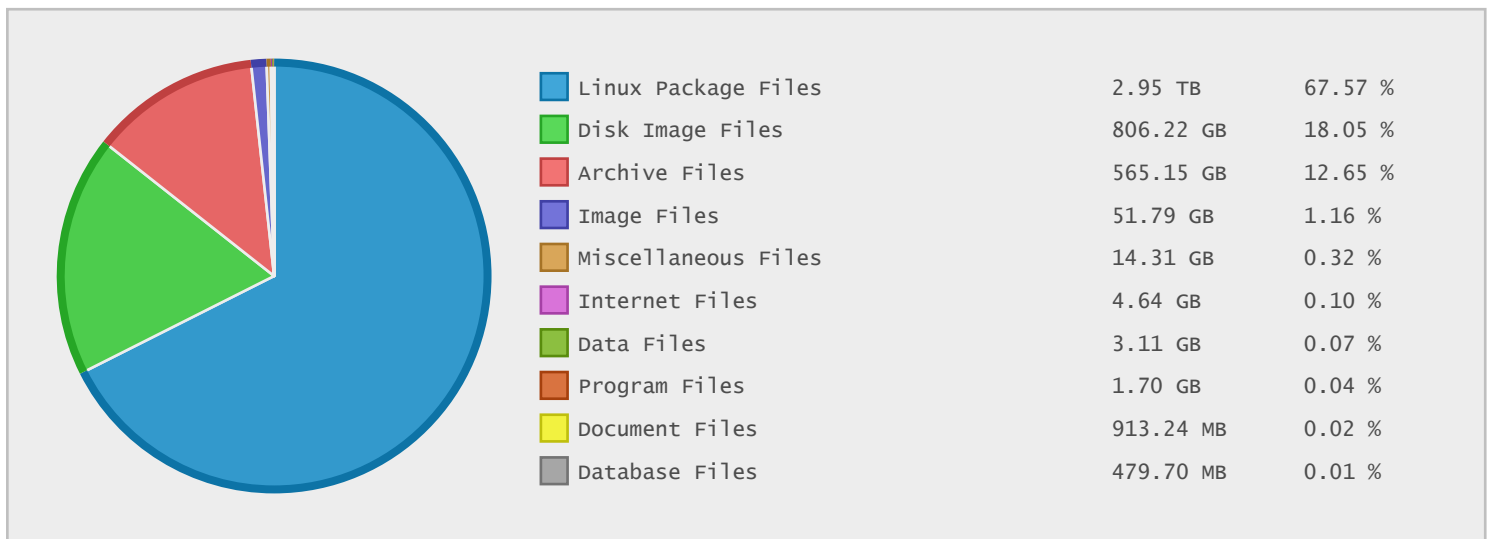 Linux Package Files 2.95 TB 67.57 %
Disk Image Files 806.22 GB 18.05 %
Archive Files 565.15 GB 12.65 %
Image Files 51.79 GB 1.16 %
Miscellaneous Files 14.31 GB 0.32 %
Internet Files 4.64 GB 0.10 %
Data Files 3.11 GB 0.07 %
Program Files 1.70 GB 0.04 %
Document Files 913.24 MB 0.02 %
Database Files 479.70 MB 0.01 %